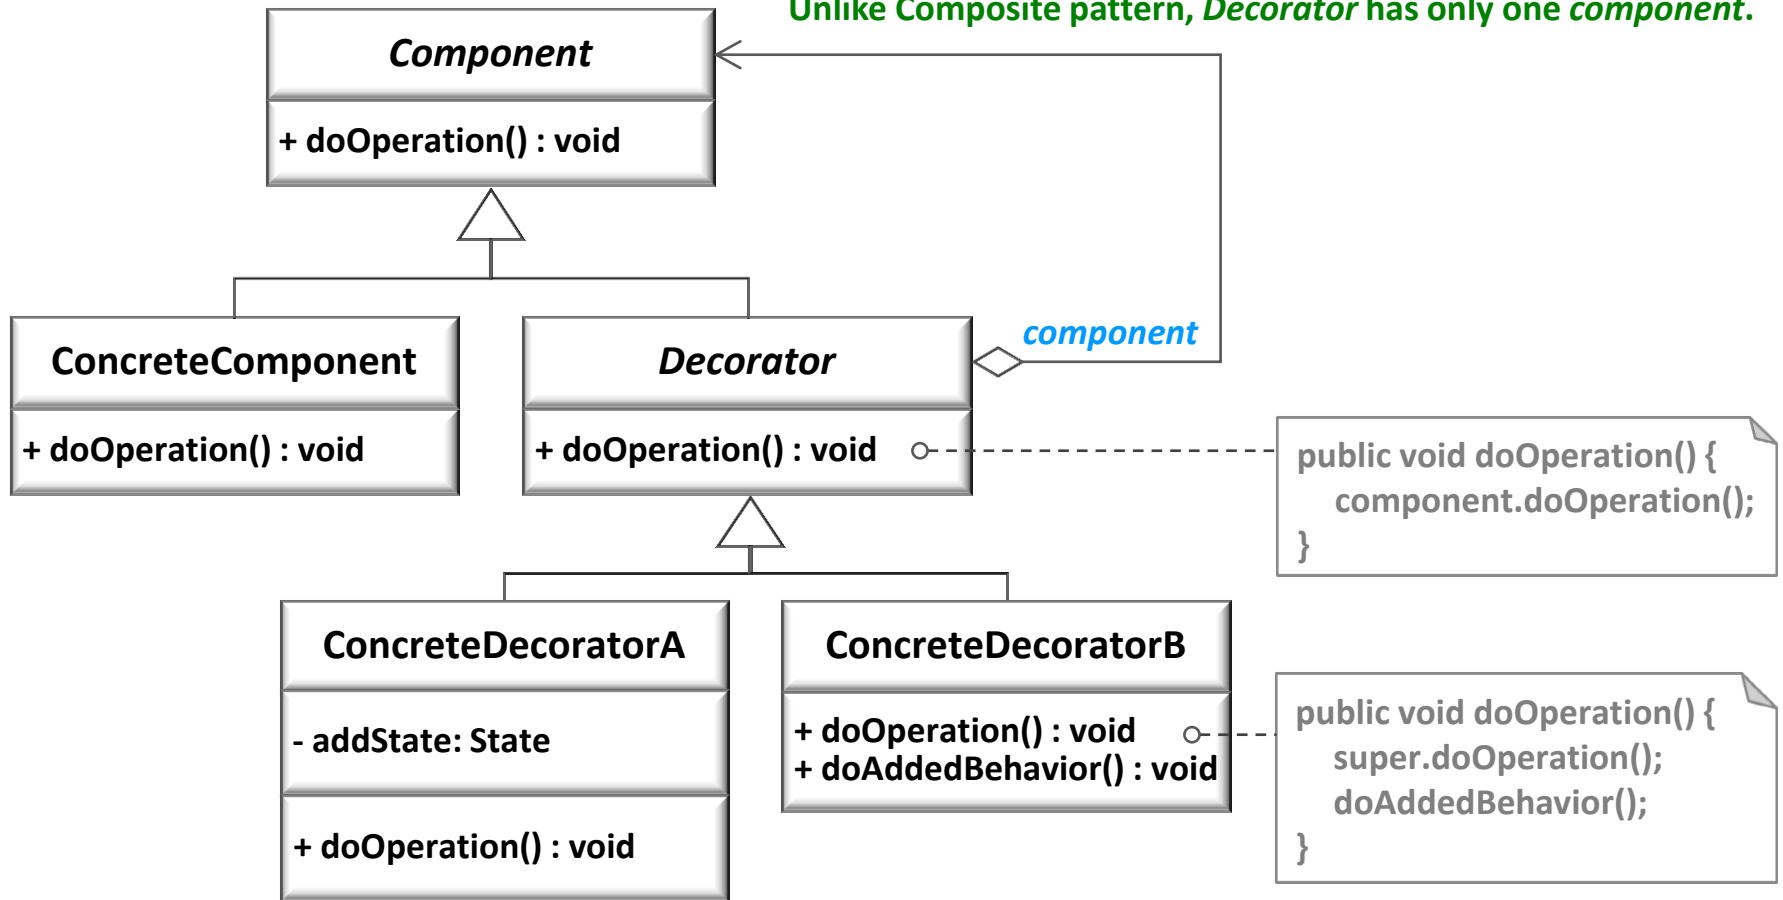 Unlike Composite pattern, Decorator has only one component.
Component
+ doOperation() : void
component
ConcreteComponent
+ doOperation() : void
Decorator
+ doOperation() : void
public void doOperation() {
component.doOperation();
}
ConcreteDecoratorA
- addState: State
+ doOperation() : void
ConcreteDecoratorB
+ doOperation() : void
+ doAddedBehavior() : void
public void doOperation() {
super.doOperation();
doAddedBehavior();
}